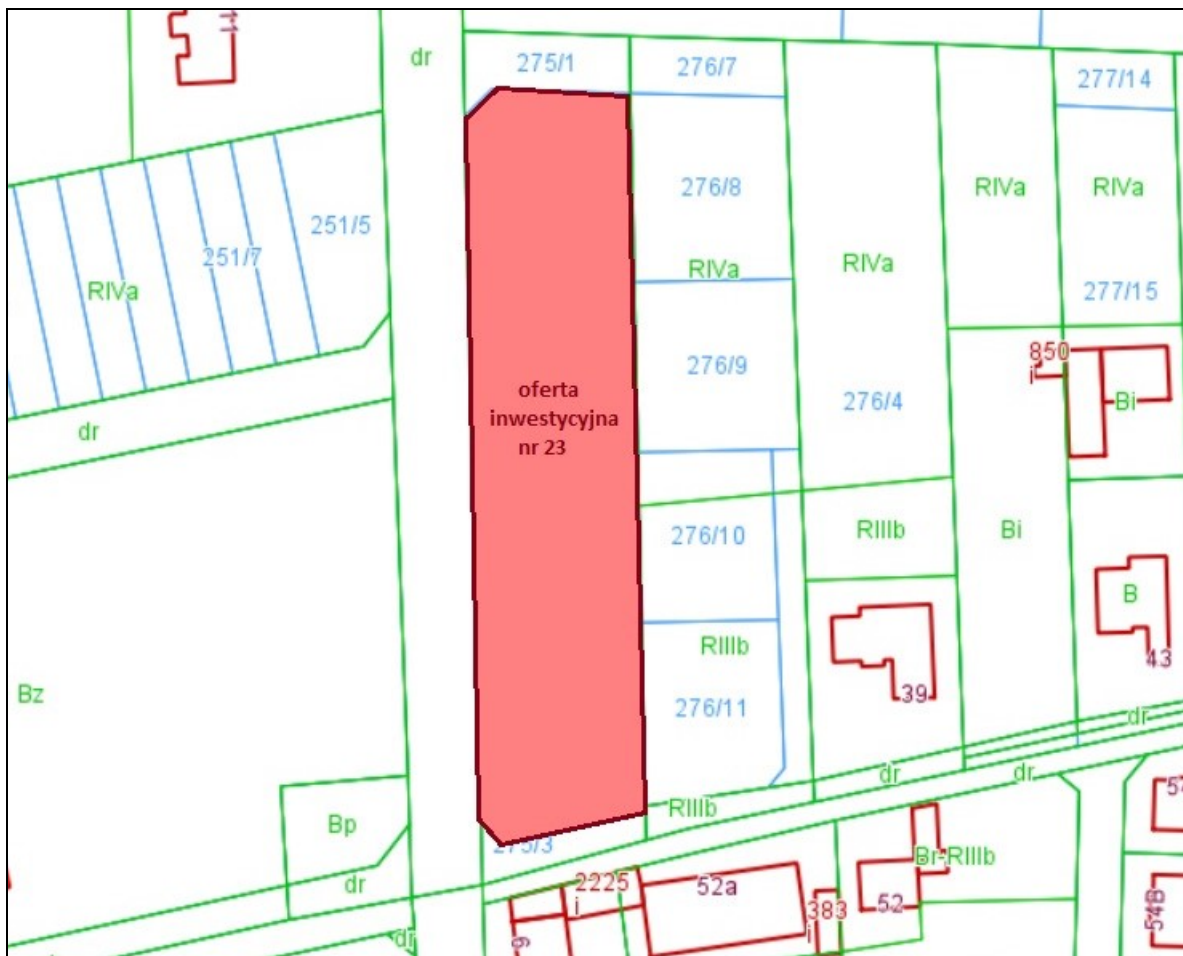 11
dr
275/1
276/7
277/14
276/8
RIVa
RIVa
251/5
251/7
RIVa
RIVa
RIVa
277/15
850
i
276/9
oferta
inwestycyjna
nr 23
276/4
Bi
dr
276/10
RIIIb
Bi
B
RIIIb
43
Bz
39
276/11
dr
dr
dr
RIIIb
Bp
275/3
Br-RIIIb
dr
2225
i
52a
52
383
i
54B
dr